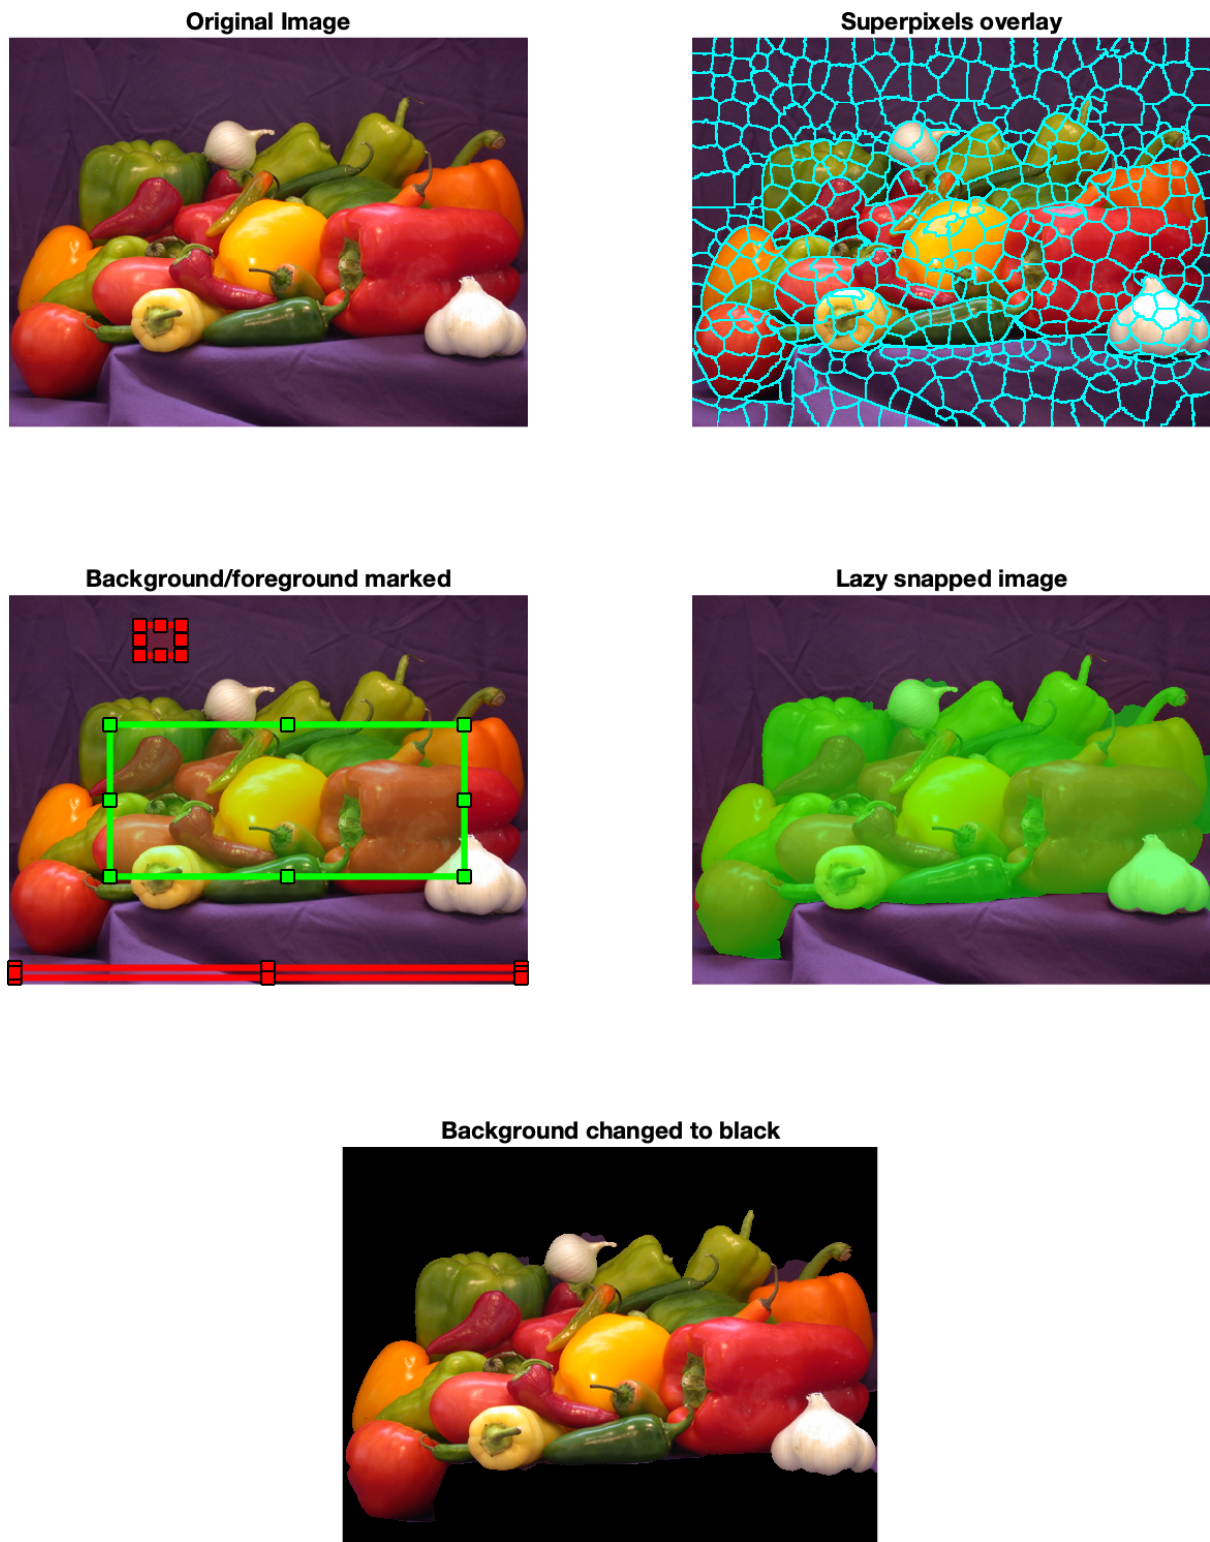 Original Image
Superpixels overlay
Background/foreground marked
Lazy snapped image
Background changed to black